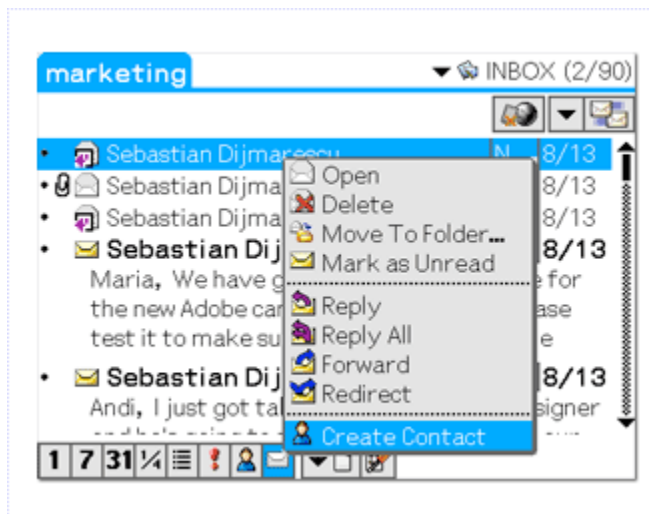 marketing
INBOX (2/90)
Sebastian Dijmarescu N 8/13
Sebastian Dijma 8/13
Sebastian Dijma 8/13
Sebastian Dij 8/13
Maria, We have g e for
the new Adobe car ase
test it to make su e
Sebastian Dij 8/13
Andi, I just got tal signer
Open
Delete
Move To Folder...
Mark as Unread
Reply
Reply All
Forward
Redirect
Create Contact
1 7 31 ¼